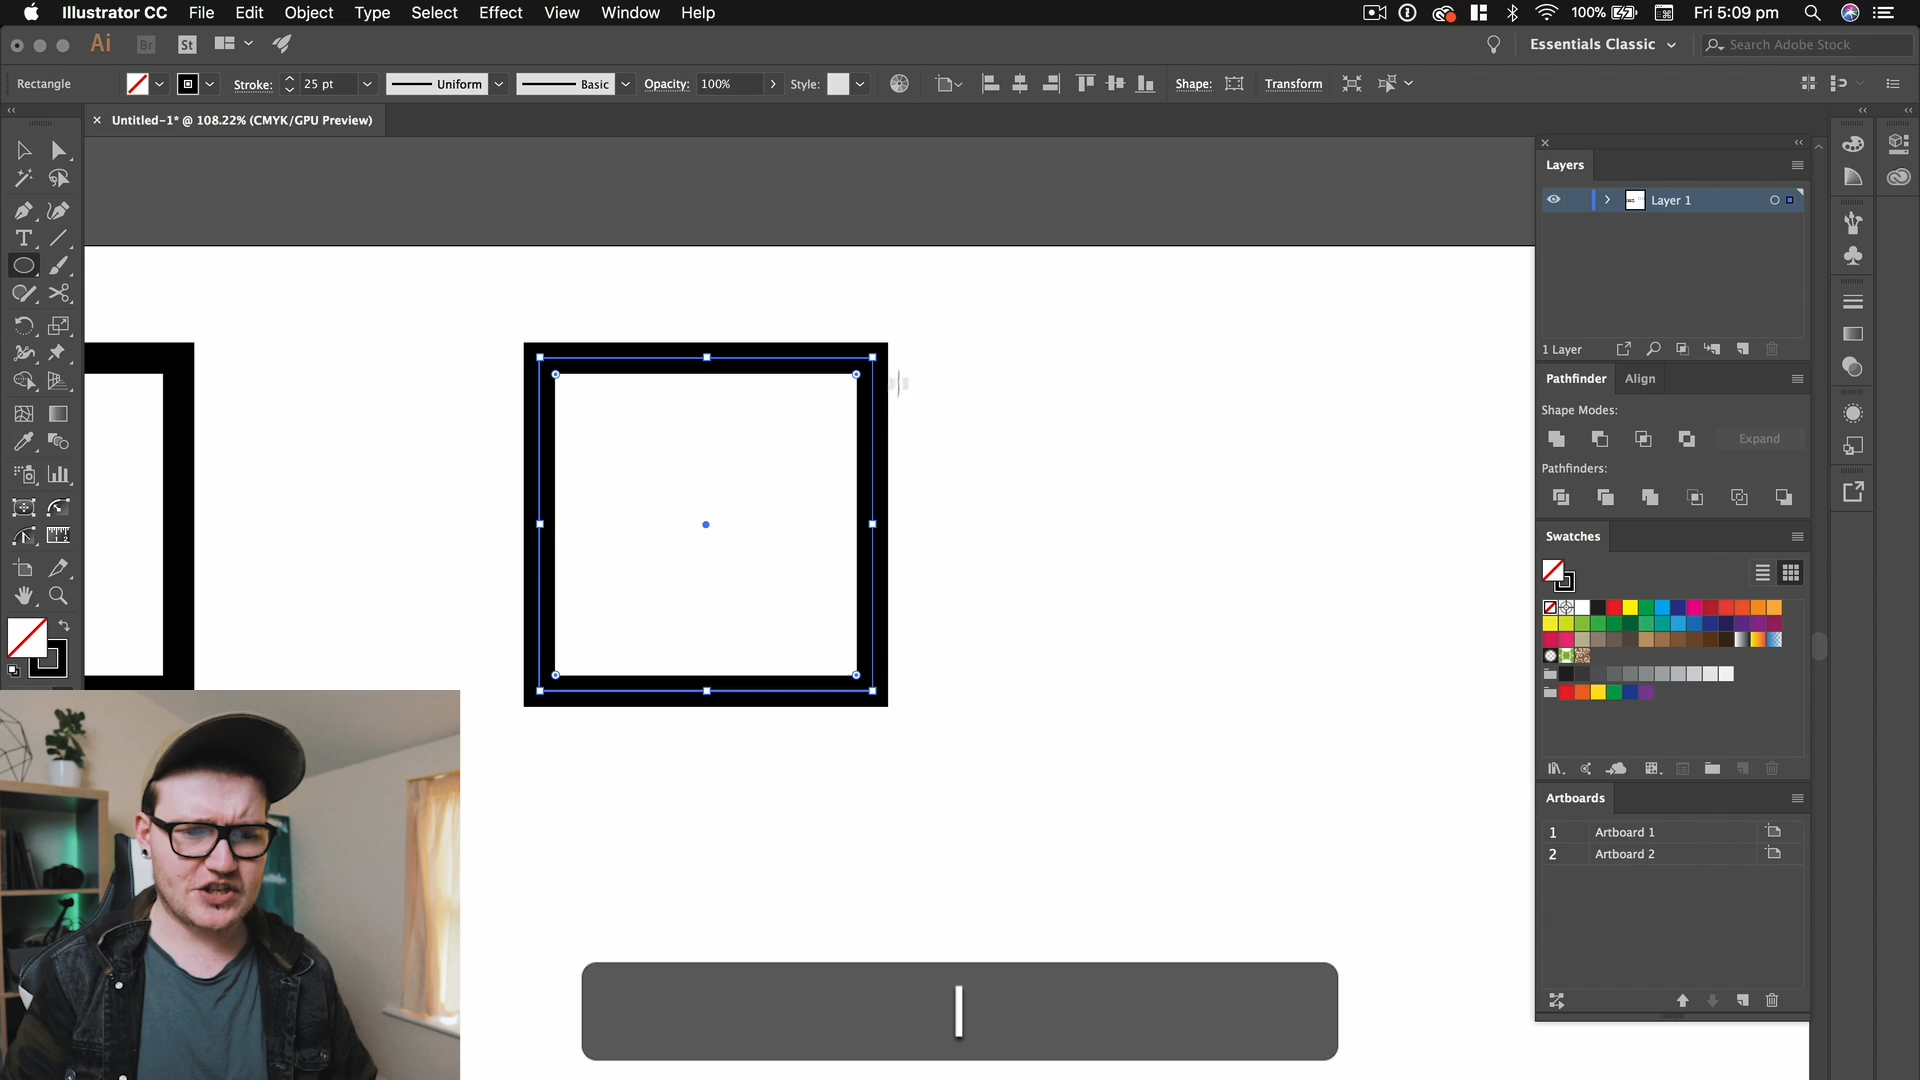 Illustrator CC File Edit Object Type Select Effect View Window Help 100% Fri 5:09 pm
Ai Br St Essentials Classic Search Adobe Stock
Rectangle Stroke: 25 pt Uniform Basic Opacity: 100% Style: Shape: Transform
Untitled-1* @ 108.22% (CMYK/GPU Preview)
Layers
Layer 1
1 Layer
Pathfinder Align
Shape Modes:
Expand
Pathfinders:
Swatches
Artboards
1 Artboard 1
2 Artboard 2